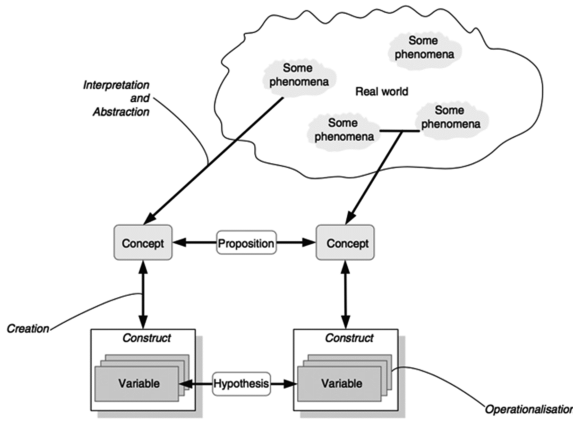 Some
phenomena
Some
phenomena
Real world
Some
phenomena
Some
phenomena
Interpretation
and
Abstraction
Concept
Proposition
Concept
Creation
Construct
Construct
Variable
Hypothesis
Variable
Operationalisation